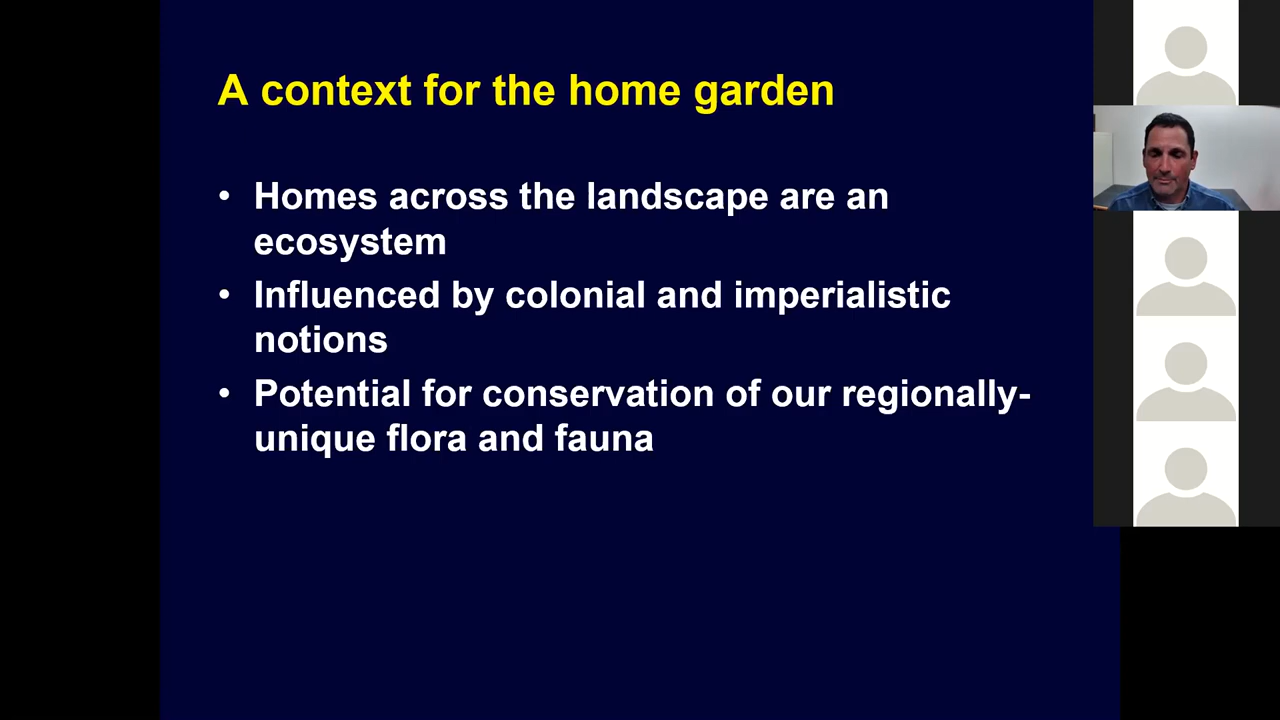 A context for the home garden
• Homes across the landscape are an
ecosystem
• Influenced by colonial and imperialistic
notions
• Potential for conservation of our regionally-
unique flora and fauna